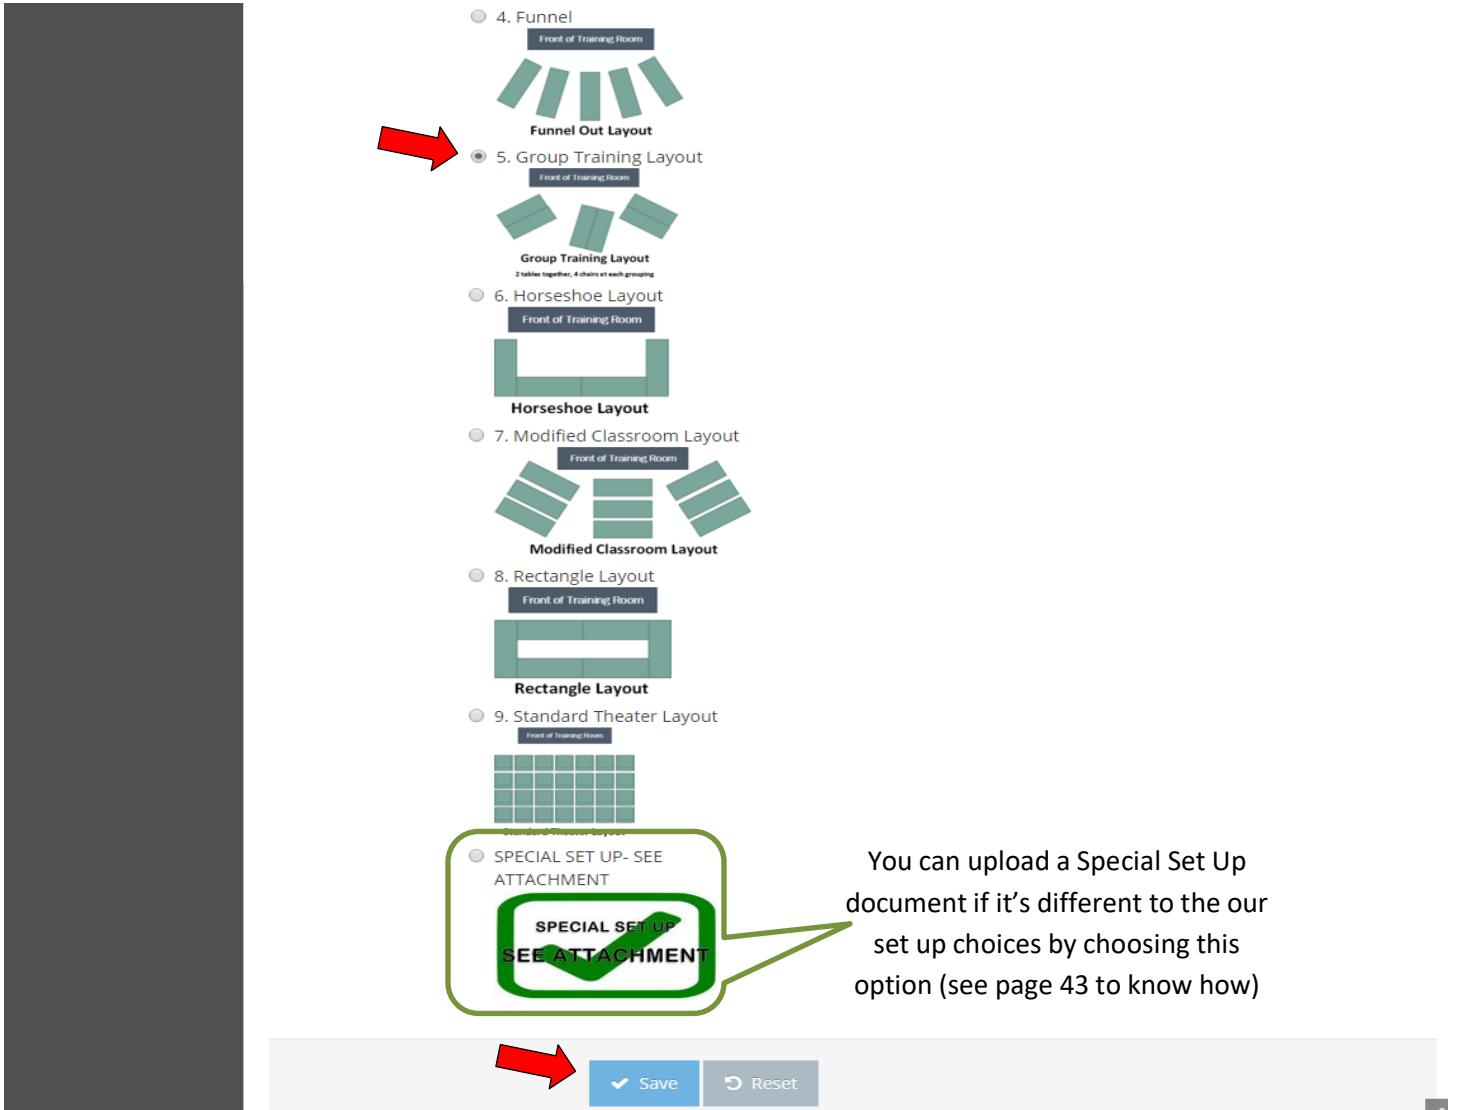 4. Funnel
Front of Training Room
Funnel Out Layout
5. Group Training Layout
Front of Training Room
Group Training Layout
2 tables together, 4 chairs at each grouping
6. Horseshoe Layout
Front of Training Room
Horseshoe Layout
7. Modified Classroom Layout
Front of Training Room
Modified Classroom Layout
8. Rectangle Layout
Front of Training Room
Rectangle Layout
9. Standard Theater Layout
Front of Training Room
Standard Theater Layout
SPECIAL SET UP- SEE
ATTACHMENT
SPECIAL SET UP
SEE ATTACHMENT
You can upload a Special Set Up
document if it’s different to the our
set up choices by choosing this
option (see page 43 to know how)
Save
Reset